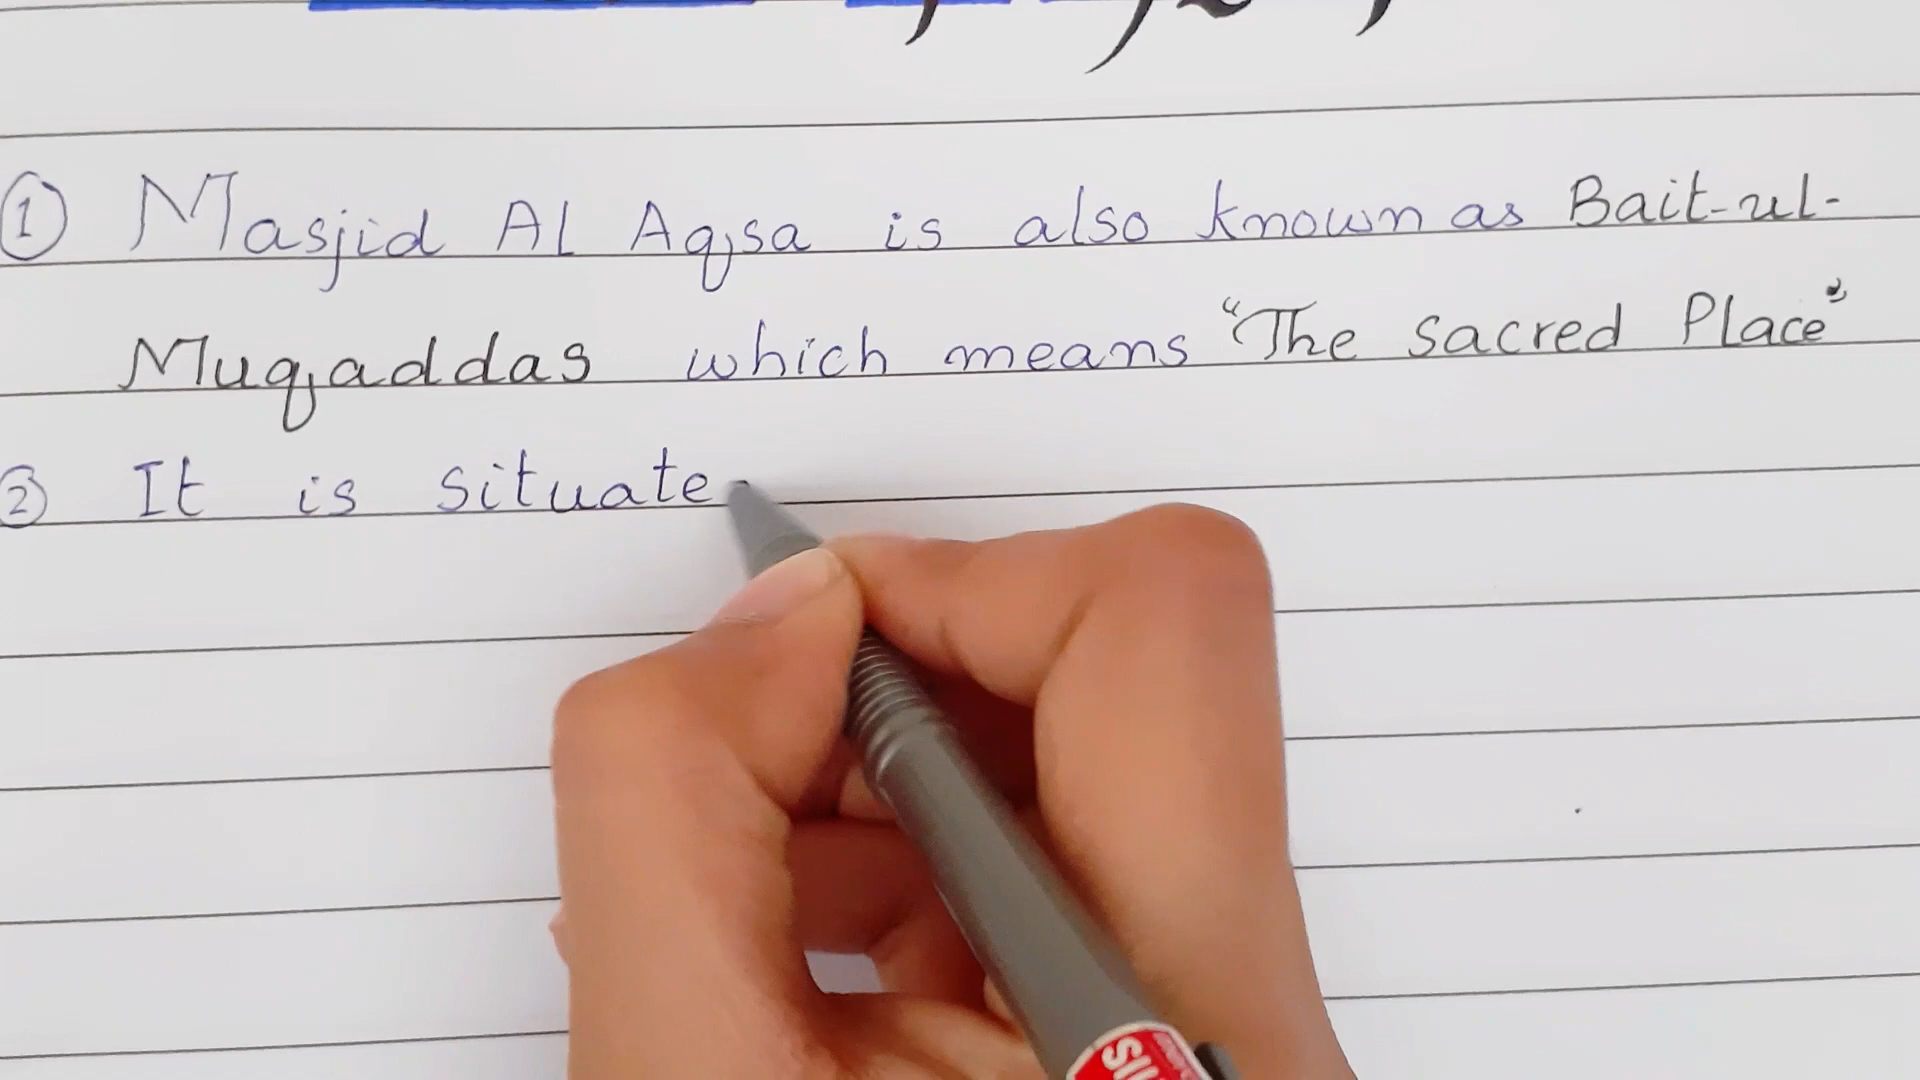 ① Masjid Al Aqsa is also known as Bait-ul-
Muqaddas which means "The Sacred Place"
② It is situate